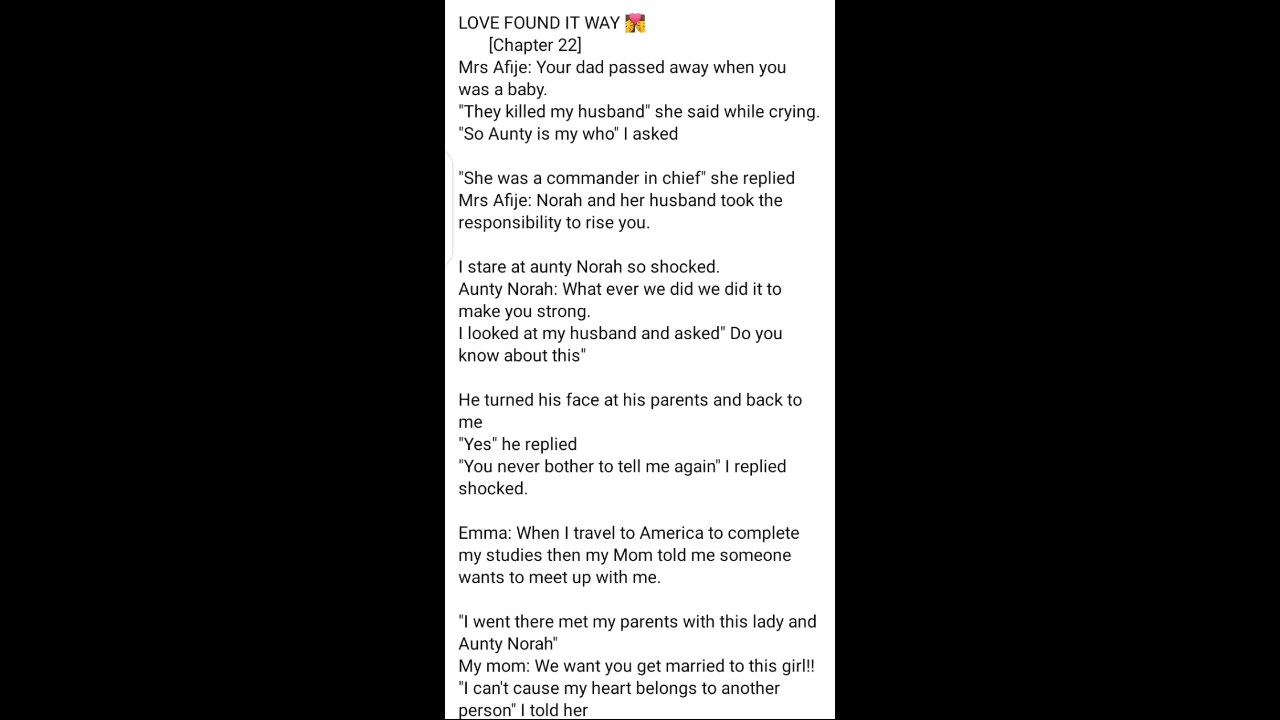 LOVE FOUND IT WAY 💏
[Chapter 22]
Mrs Afije: Your dad passed away when you
was a baby.
"They killed my husband" she said while crying.
"So Aunty is my who" I asked
"She was a commander in chief" she replied
Mrs Afije: Norah and her husband took the
responsibility to rise you.
I stare at aunty Norah so shocked.
Aunty Norah: What ever we did we did it to
make you strong.
I looked at my husband and asked" Do you
know about this"
He turned his face at his parents and back to
me
"Yes" he replied
"You never bother to tell me again" I replied
shocked.
Emma: When I travel to America to complete
my studies then my Mom told me someone
wants to meet up with me.
"I went there met my parents with this lady and
Aunty Norah"
My mom: We want you get married to this girl!!
"I can't cause my heart belongs to another
person" I told her